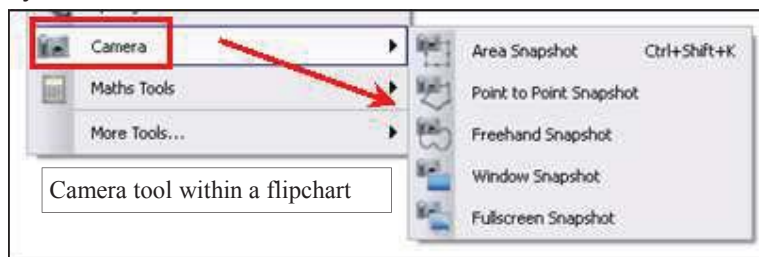 Camera
Maths Tools
More Tools...
Area Snapshot Ctrl+Shift+K
Point to Point Snapshot
Freehand Snapshot
Window Snapshot
Fullscreen Snapshot
Camera tool within a flipchart